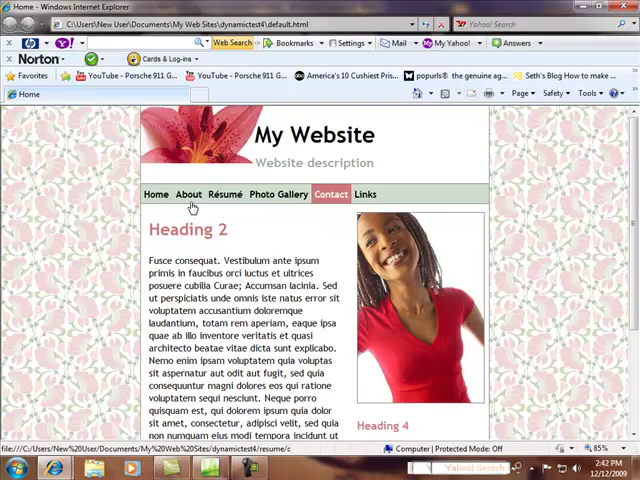 Home - Windows Internet Explorer
C:\Users\New User\Documents\My Web Sites\dynamictest4\default.html
Yahoo! Search
Web Search
Bookmarks
Settings
Mail
My Yahoo!
Answers
Norton
Cards & Log-ins
Favorites
YouTube - Porsche 911 G...
YouTube - Porsche 911 G...
America's 10 Cushiest Pris...
popurls® the genuine ag...
Seth's Blog How to make ...
Home
Page
Safety
Tools
My Website
Website description
Home About Résumé Photo Gallery Contact Links
Heading 2
Fusce consequat. Vestibulum ante ipsum
primis in faucibus orci luctus et ultrices
posuere cubilia Curae; Accumsan lacinia. Sed
ut perspiciatis unde omnis iste natus error sit
voluptatem accusantium doloremque
laudantium, totam rem aperiam, eaque ipsa
quae ab illo inventore veritatis et quasi
architecto beatae vitae dicta sunt explicabo.
Nemo enim ipsam voluptatem quia voluptas
sit aspernatur aut odit aut fugit, sed quia
consequuntur magni dolores eos qui ratione
voluptatem sequi nesciunt. Neque porro
quisquam est, qui dolorem ipsum quia dolor
sit amet, consectetur, adipisci velit, sed quia
non numquam eius modi tempora incidunt ut
Heading 4
file:///C:/Users/New%20User/Documents/My%20Web%20Sites/dynamictest4/resume/c
Computer | Protected Mode: Off
85%
Yahoo! Search
2:42 PM
12/12/2009